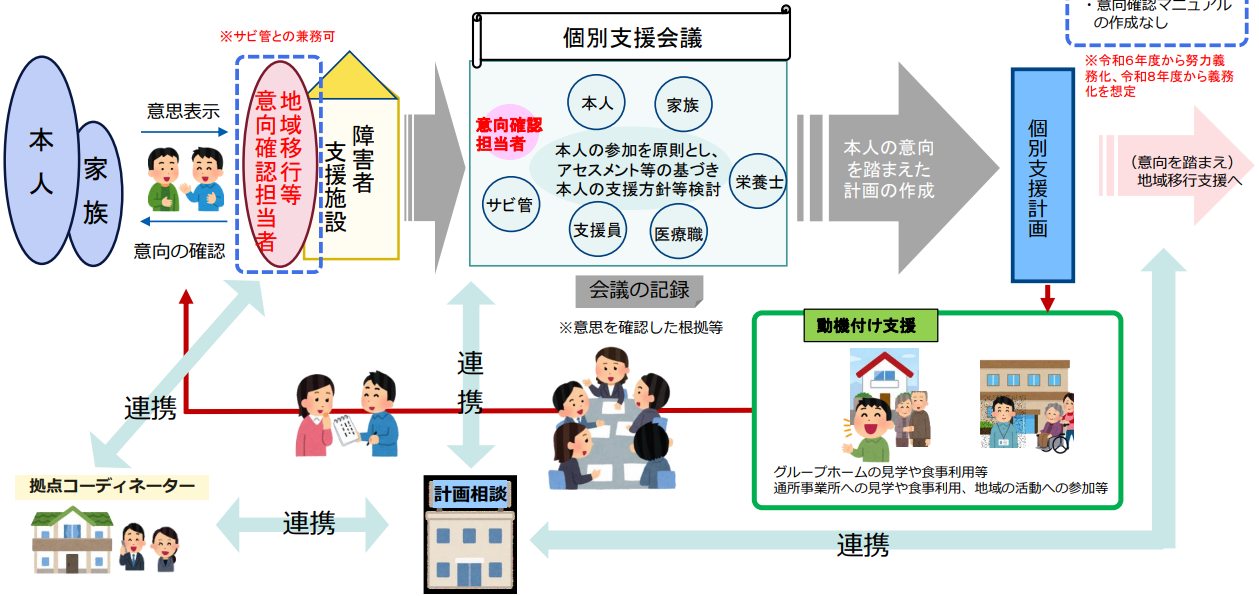 ・意向確認マニュアル
の作成なし
※令和6年度から努力義
務化、令和8年度から義務
化を想定
※サビ管との兼務可
本人
家族
意思表示
意向の確認
地域移行等
意向確認担当者
障害者
支援施設
個別支援会議
意向確認
担当者
本人
家族
本人の参加を原則とし、
アセスメント等の基づき
本人の支援方針等検討
サビ管
支援員
医療職
栄養士
会議の記録
※意思を確認した根拠等
本人の意向
を踏まえた
計画の作成
個別支援計画
（意向を踏まえ）
地域移行支援へ
動機付け支援
グループホームの見学や食事利用等
通所事業所への見学や食事利用、地域の活動への参加等
連携
連携
拠点コーディネーター
連携
計画相談
連携